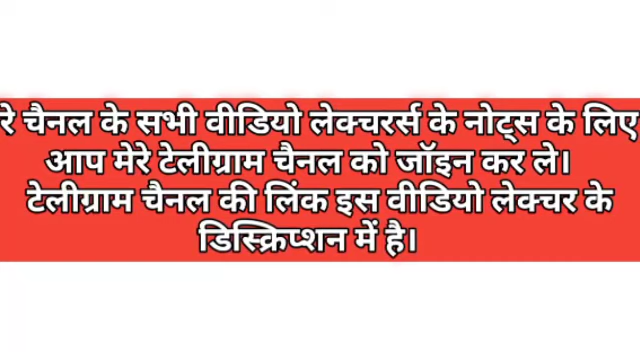 रे चैनल के सभी वीडियो लेक्चरर्स के नोट्स के लिए
आप मेरे टेलीग्राम चैनल को जॉइन कर ले।
टेलीग्राम चैनल की लिंक इस वीडियो लेक्चर के
डिस्क्रिप्शन में है।